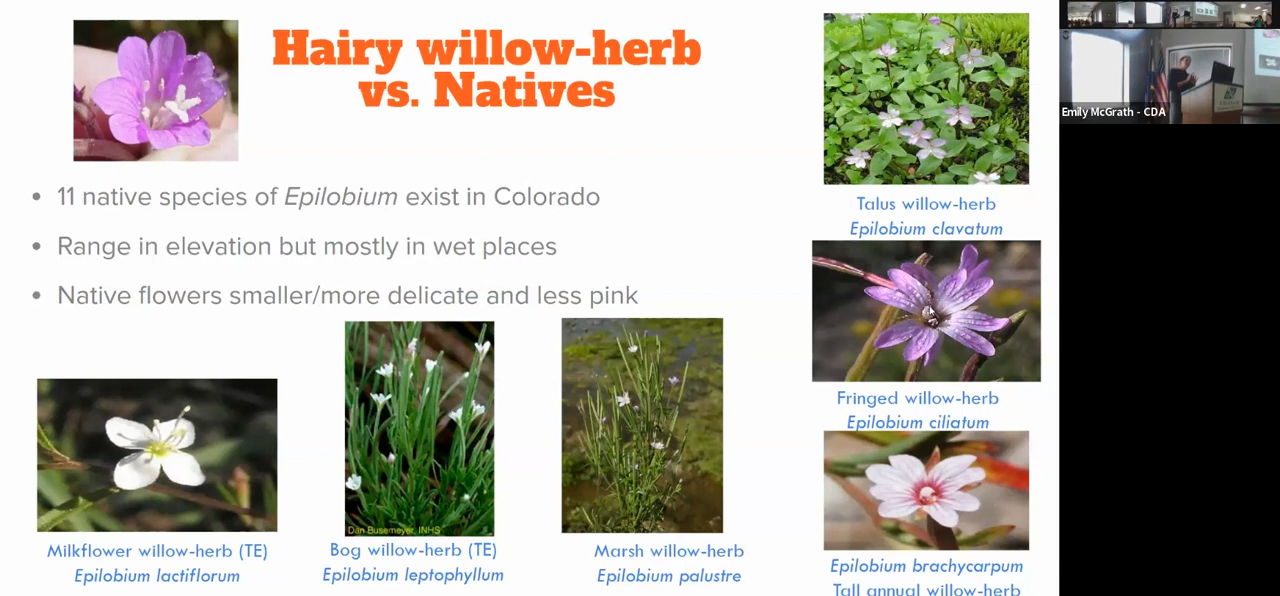 Hairy willow-herb
vs. Natives
• 11 native species of Epilobium exist in Colorado
• Range in elevation but mostly in wet places
• Native flowers smaller/more delicate and less pink
Talus willow-herb
Epilobium clavatum
Fringed willow-herb
Epilobium ciliatum
Epilobium brachycarpum
Tall annual willow-herb
Dan Busemeyer, INHS
Milkflower willow-herb (TE)
Epilobium lactiflorum
Bog willow-herb (TE)
Epilobium leptophyllum
Marsh willow-herb
Epilobium palustre
Emily McGrath - CDA